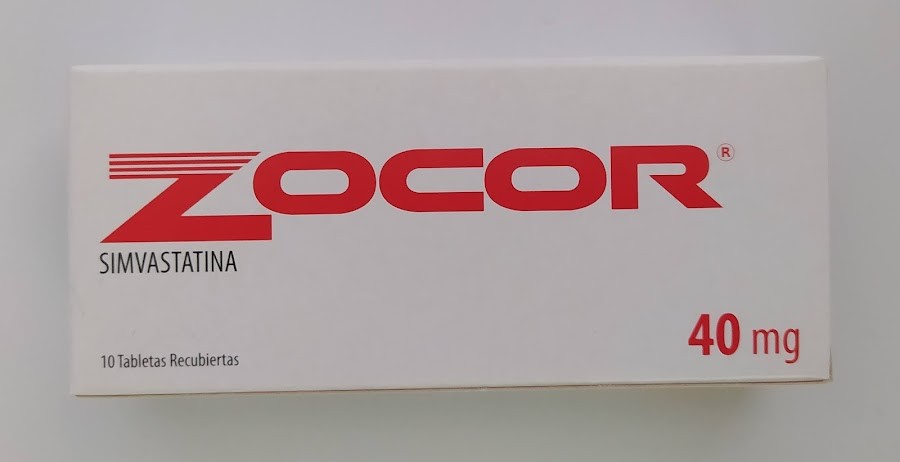 ZOCOR®
SIMVASTATINA
10 Tabletas Recubiertas
40 mg